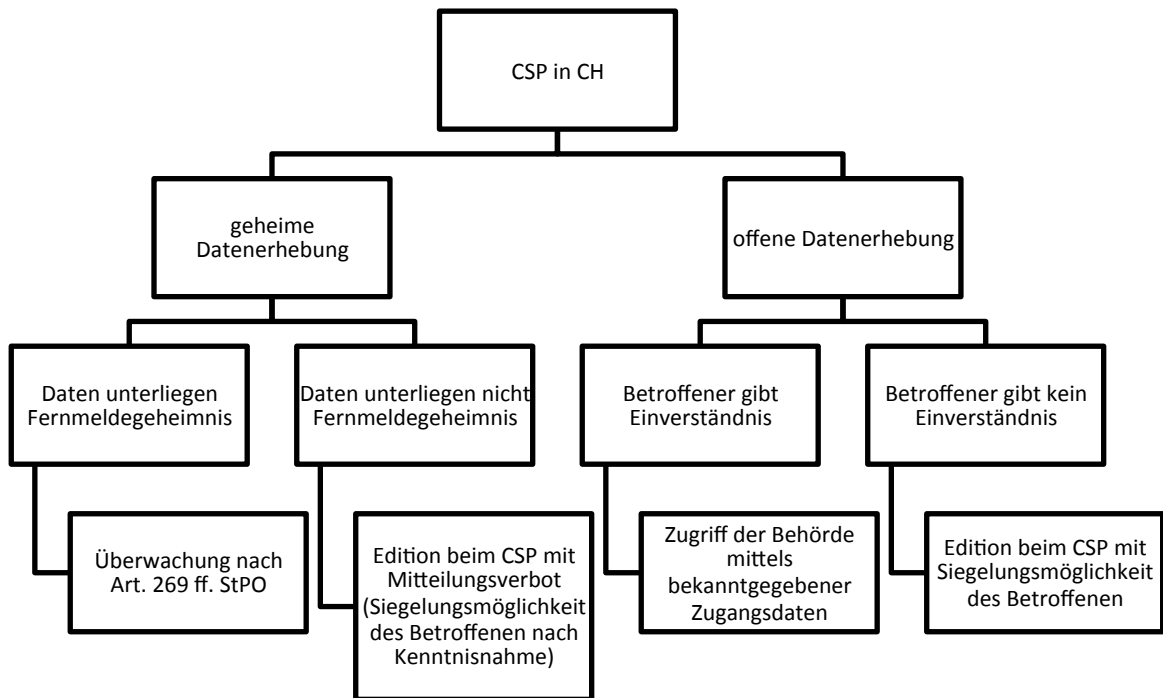 CSP in CH
geheime
Datenerhebung
offene Datenerhebung
Daten unterliegen
Fernmeldegeheimnis
Daten unterliegen nicht
Fernmeldegeheimnis
Betroffener gibt
Einverständnis
Betroffener gibt kein
Einverständnis
Überwachung nach
Art. 269 ff. StPO
Edition beim CSP mit
Mitteilungsverbot
(Siegelungsmöglichkeit
des Betroffenen nach
Kenntnisnahme)
Zugriff der Behörde
mittels
bekanntgegebener
Zugangsdaten
Edition beim CSP mit
Siegelungsmöglichkeit
des Betroffenen